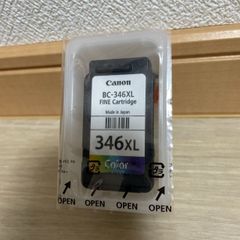 Canon
BC-346XL
FINE Cartridge
Made in Japan
346XL
Color
OPEN
OPEN
OPEN
OPEN